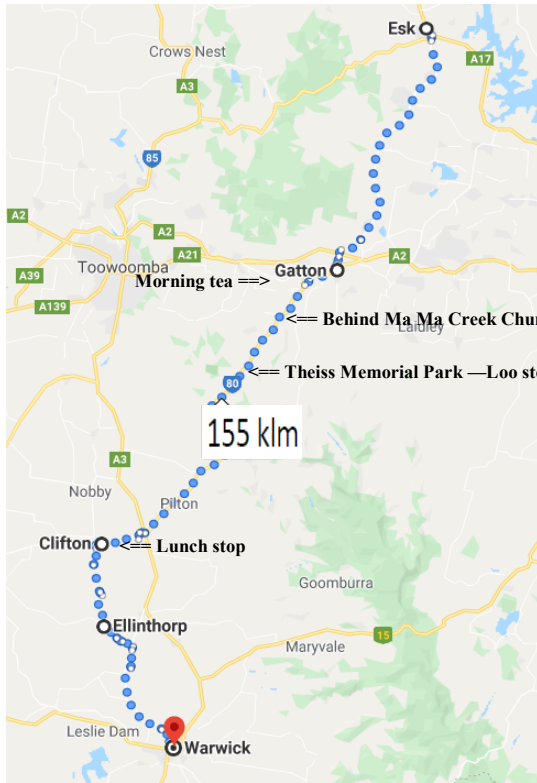 Esk
Crows Nest
A17
A3
85
A2
A2
A21
A2
A39
Toowoomba
Gatton
A139
Morning tea ==>
<== Behind Ma Ma Creek
Laidley
<== Theiss Memorial Park —Loo
80
155 klm
A3
Nobby
Pilton
Clifton
<== Lunch stop
Goomburra
Ellinthorp
15
Maryvale
Leslie Dam
Warwick